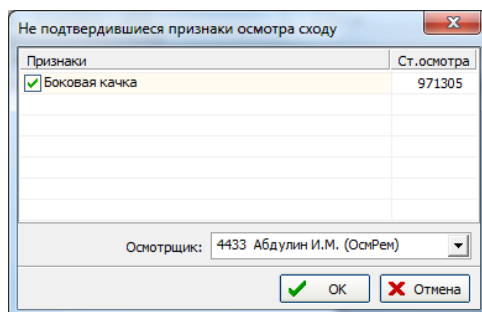 Не подтвердившиеся признаки осмотра сходу
Признаки Ст.осмотра
Боковая качка 971305
Осмотрщик: 4433 Абдулин И.М. (ОсмРем)
ОК Отмена